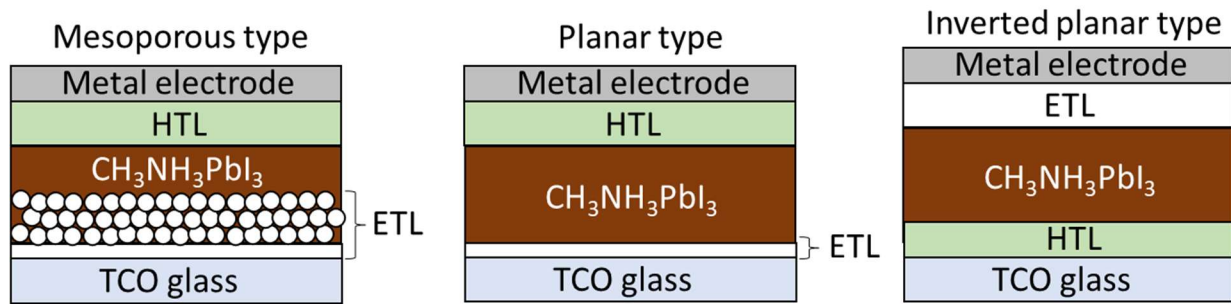 Mesoporous type
Metal electrode
HTL
CH₃NH₃PbI₃
ETL
TCO glass
Planar type
Metal electrode
HTL
CH₃NH₃PbI₃
ETL
TCO glass
Inverted planar type
Metal electrode
ETL
CH₃NH₃PbI₃
HTL
TCO glass